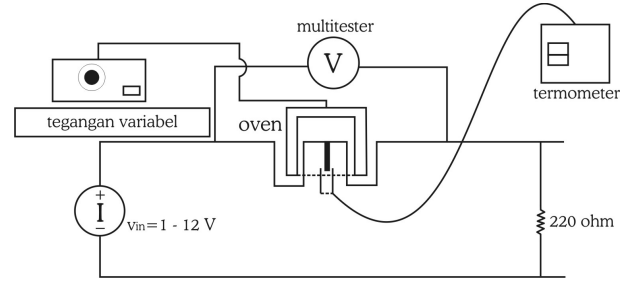 multitester
V
termometer
tegangan variabel
oven
+
I
−
Vin=1 - 12 V
220 ohm